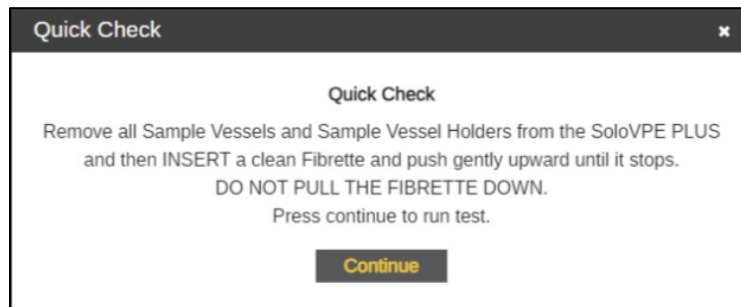 Quick Check
Quick Check
Remove all Sample Vessels and Sample Vessel Holders from the SoloVPE PLUS
and then INSERT a clean Fibrette and push gently upward until it stops.
DO NOT PULL THE FIBRETTE DOWN.
Press continue to run test.
Continue